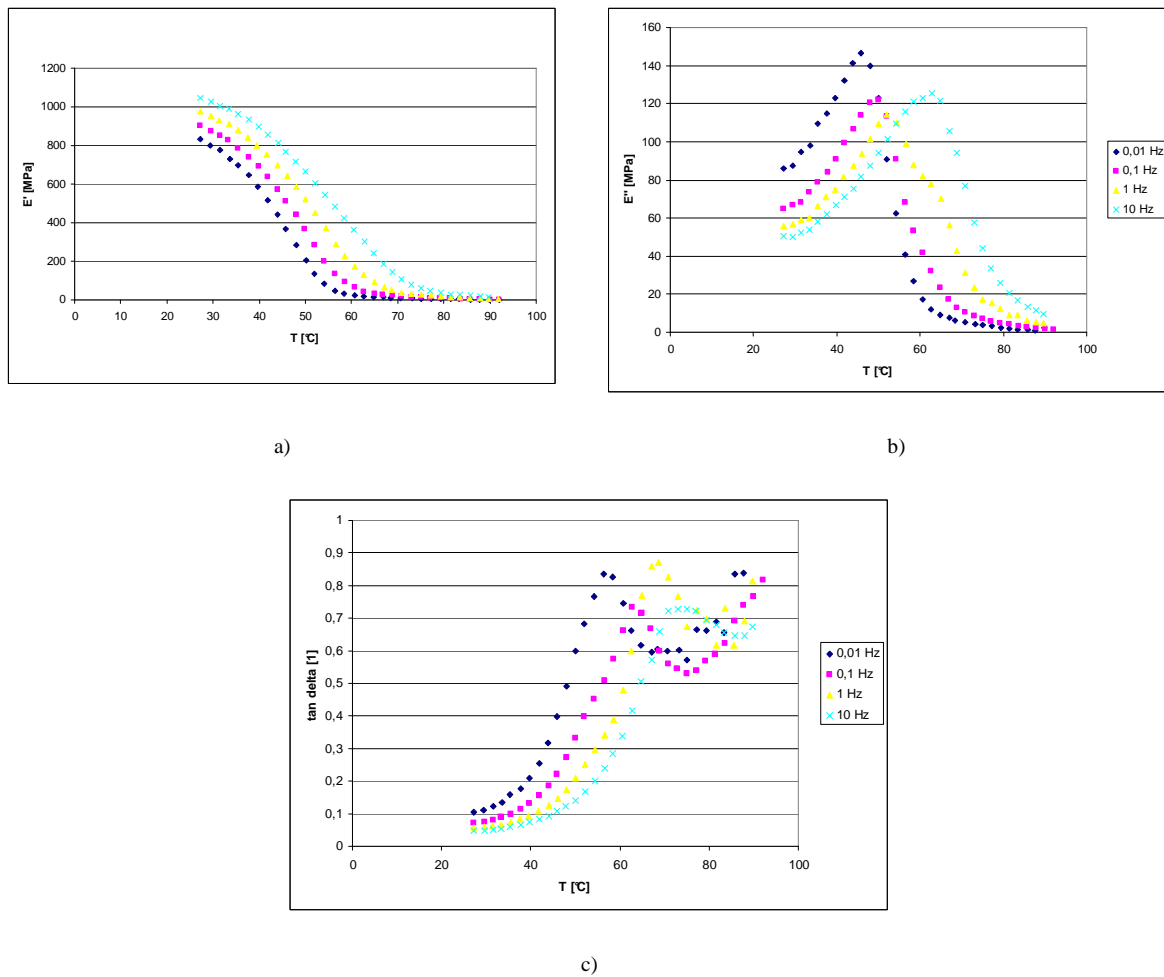 1200
1000
800
600
400
200
0
E' [MPa]
0 10 20 30 40 50 60 70 80 90 100
T [°C]
a)
160
140
120
100
80
60
40
20
0
E" [MPa]
0 20 40 60 80 100
T [°C]
0,01 Hz
0,1 Hz
1 Hz
10 Hz
b)
1
0,9
0,8
0,7
0,6
0,5
0,4
0,3
0,2
0,1
0
tan delta [1]
0 20 40 60 80 100
T [°C]
0,01 Hz
0,1 Hz
1 Hz
10 Hz
c)